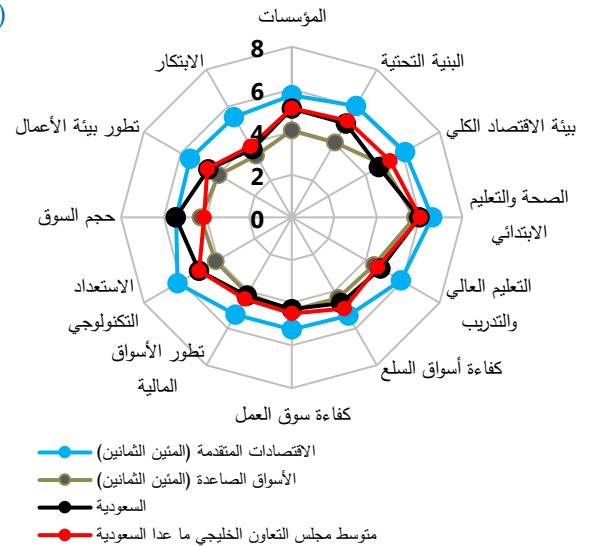 (
المؤسسات
البنية التحتية
بيئة الاقتصاد الكلي
الصحة والتعليم
الابتدائي
التعليم العالي
والتدريب
كفاءة أسواق السلع
كفاءة سوق العمل
تطور الأسواق
المالية
الاستعداد
التكنولوجي
حجم السوق
تطور بيئة الأعمال
الابتكار
8
6
4
2
0
الاقتصادات المتقدمة (المئين الثمانين)
الأسواق الصاعدة (المئين الثمانين)
السعودية
متوسط مجلس التعاون الخليجي ما عدا السعودية